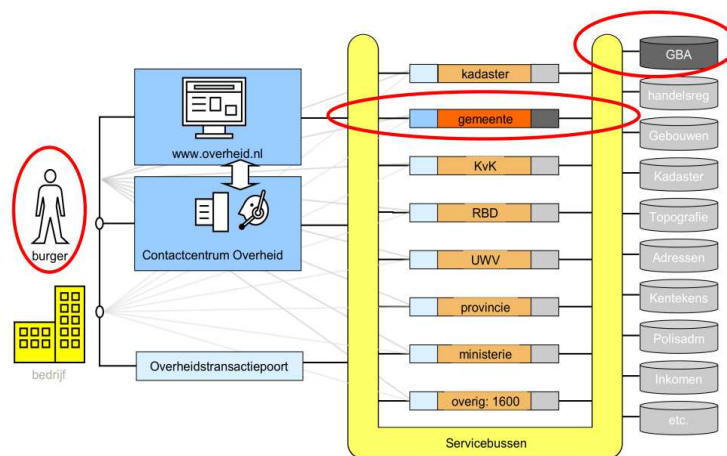 GBA
kadaster
handelsreg
gemeente
www.overheid.nl
Gebouwen
KvK
Kadaster
RBD
Topografie
burger
Contactcentrum Overheid
UWV
Adressen
provincie
Kentekens
Overheidstransactiepoort
ministerie
Polisadm
bedrijf
Inkomen
overig: 1600
etc.
Servicebussen